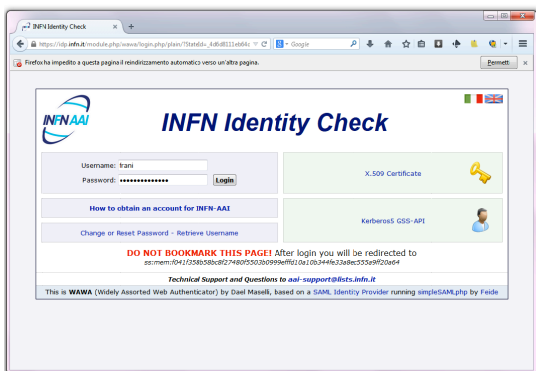 INFN Identity Check
https://idp.infn.it/module.php/wawa/login.php/plain/?StateId=_4d8d8111eb64c
Google
Firefox ha impedito a questa pagina il reindirizzamento automatico verso un'altra pagina.
Permetti
INFN AAI
INFN Identity Check
Username: frani
Password: ••••••••••••••
Login
X.509 Certificate
How to obtain an account for INFN-AAI
Change or Reset Password - Retrieve Username
Kerberos5 GSS-API
DO NOT BOOKMARK THIS PAGE! After login you will be redirected to
Technical Support and Questions to aai-support@lists.infn.it
This is WAWA (Widely Assorted Web Authenticator) by Dael Maselli, based on a SAML Identity Provider running simpleSAMLphp by Feide